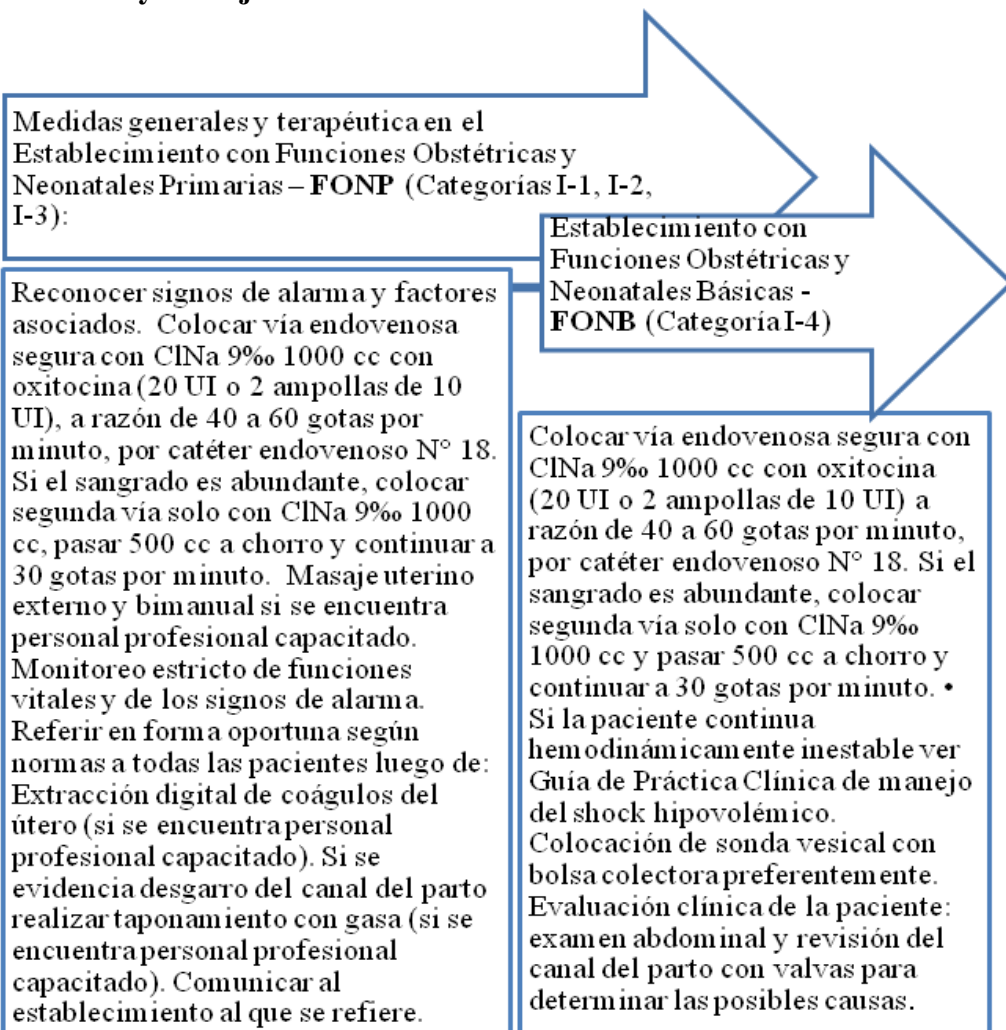 Medidas generales y terapéutica en el
Establecimiento con Funciones Obstétricas y
Neonatales Primarias – FONP (Categorías I-1, I-2,
I-3):
Reconocer signos de alarma y factores
asociados. Colocar vía endovenosa
segura con ClNa 9‰ 1000 cc con
oxitocina (20 UI o 2 ampollas de 10
UI), a razón de 40 a 60 gotas por
minuto, por catéter endovenoso N° 18.
Si el sangrado es abundante, colocar
segunda vía solo con ClNa 9‰ 1000
cc, pasar 500 cc a chorro y continuar a
30 gotas por minuto. Masaje uterino
externo y bimanual si se encuentra
personal profesional capacitado.
Monitoreo estricto de funciones
vitales y de los signos de alarma.
Referir en forma oportuna según
normas a todas las pacientes luego de:
Extracción digital de coágulos del
útero (si se encuentra personal
profesional capacitado). Si se
evidencia desgarro del canal del parto
realizar taponamiento con gasa (si se
encuentra personal profesional
capacitado). Comunicar al
establecimiento al que se refiere.
Establecimiento con
Funciones Obstétricas y
Neonatales Básicas -
FONB (Categoría I-4)
Colocar vía endovenosa segura con
ClNa 9‰ 1000 cc con oxitocina
(20 UI o 2 ampollas de 10 UI) a
razón de 40 a 60 gotas por minuto,
por catéter endovenoso N° 18. Si el
sangrado es abundante, colocar
segunda vía solo con ClNa 9‰
1000 cc y pasar 500 cc a chorro y
continuar a 30 gotas por minuto. •
Si la paciente continua
hemodinámicamente inestable ver
Guía de Práctica Clínica de manejo
del shock hipovolémico.
Colocación de sonda vesical con
bolsa colectora preferentemente.
Evaluación clínica de la paciente:
examen abdominal y revisión del
canal del parto con valvas para
determinar las posibles causas.